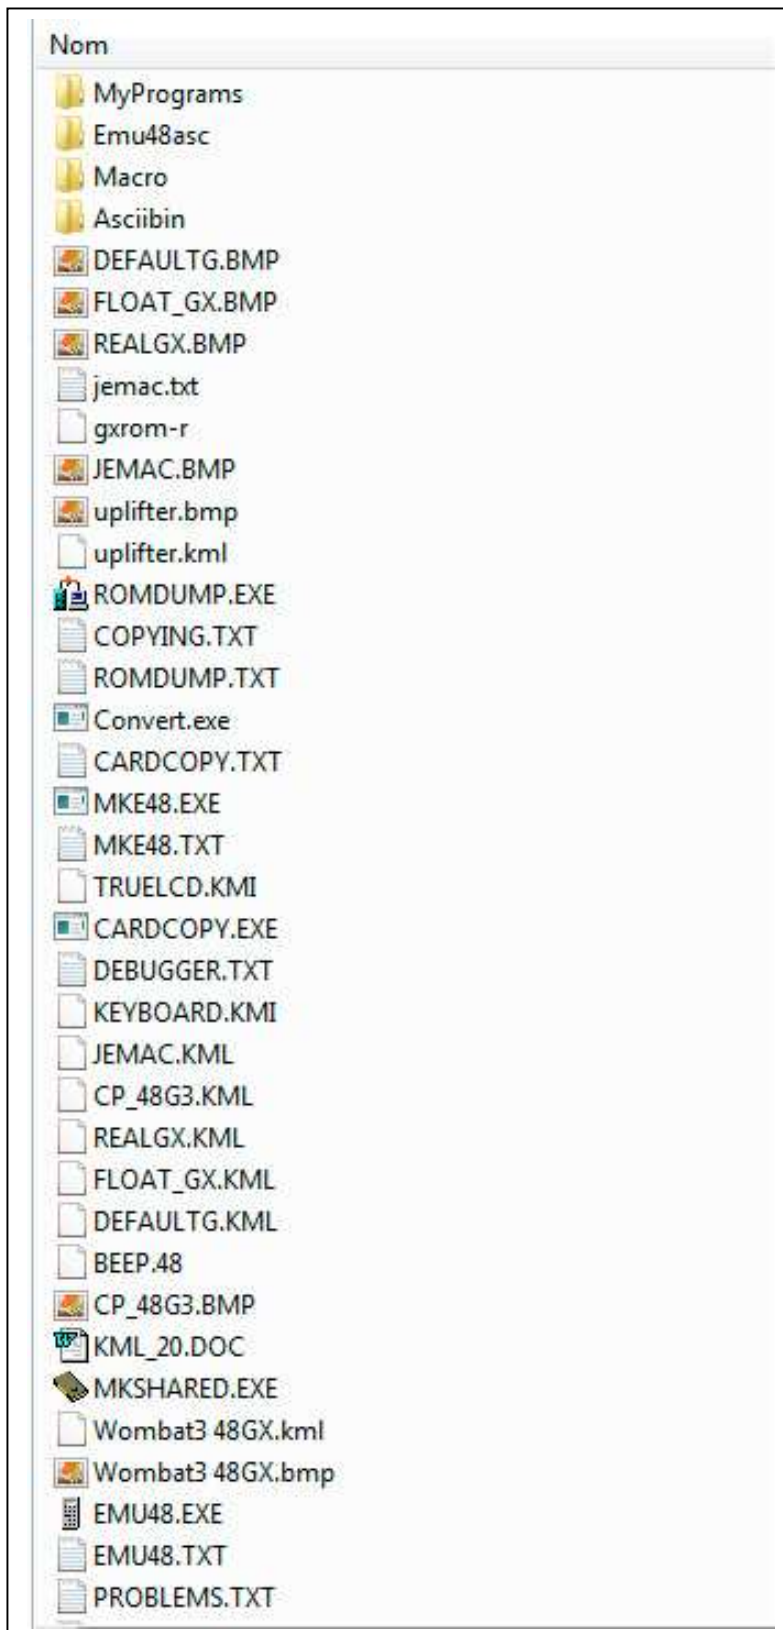 Nom
MyPrograms
Emu48asc
Macro
Asciibin
DEFAULTG.BMP
FLOAT_GX.BMP
REALGX.BMP
jemac.txt
gxrom-r
JEMAC.BMP
uplifter.bmp
uplifter.kml
ROMDUMP.EXE
COPYING.TXT
ROMDUMP.TXT
Convert.exe
CARDCOPY.TXT
MKE48.EXE
MKE48.TXT
TRUELCD.KMI
CARDCOPY.EXE
DEBUGGER.TXT
KEYBOARD.KMI
JEMAC.KML
CP_48G3.KML
REALGX.KML
FLOAT_GX.KML
DEFAULTG.KML
BEEP.48
CP_48G3.BMP
KML_20.DOC
MKSHARED.EXE
Wombat3 48GX.kml
Wombat3 48GX.bmp
EMU48.EXE
EMU48.TXT
PROBLEMS.TXT